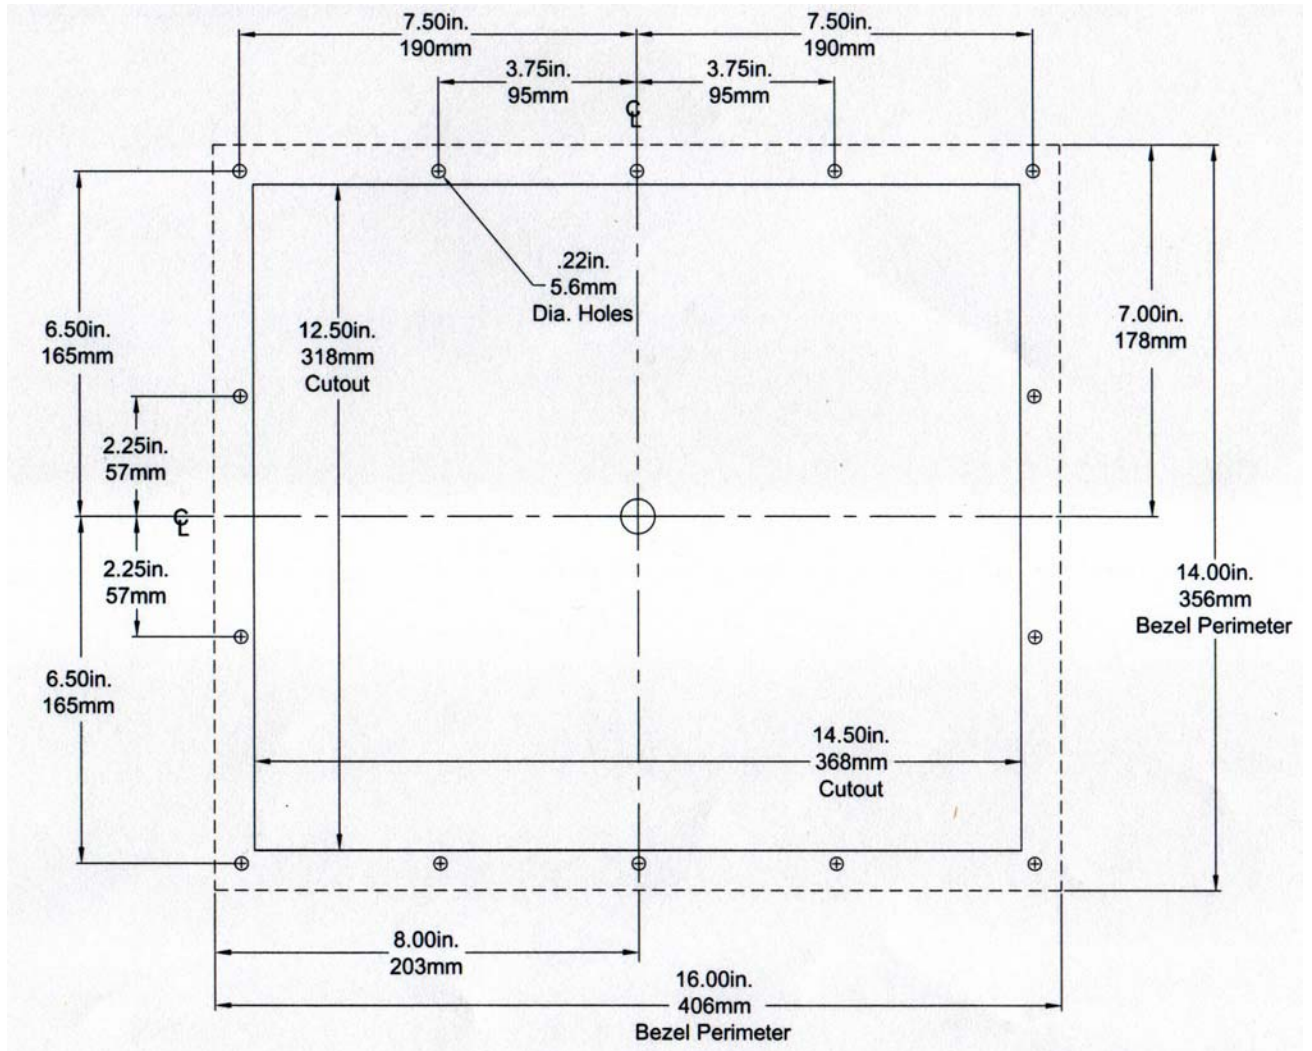 7.50in.
190mm
7.50in.
190mm
3.75in.
95mm
3.75in.
95mm
℄
.22in.
5.6mm
Dia. Holes
6.50in.
165mm
12.50in.
318mm
Cutout
7.00in.
178mm
2.25in.
57mm
℄
2.25in.
57mm
14.00in.
356mm
Bezel Perimeter
6.50in.
165mm
14.50in.
368mm
Cutout
8.00in.
203mm
16.00in.
406mm
Bezel Perimeter